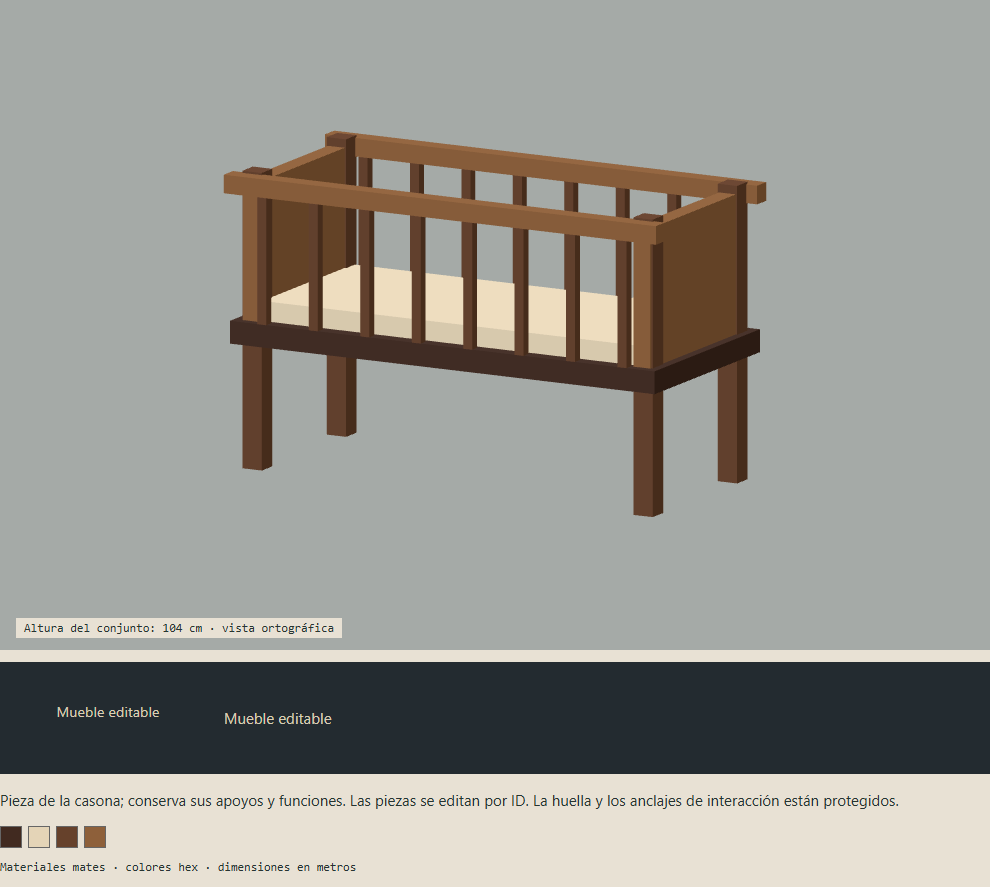 Altura del conjunto: 104 cm · vista ortográfica
Mueble editable
Mueble editable
Pieza de la casona; conserva sus apoyos y funciones. Las piezas se editan por ID. La huella y los anclajes de interacción están protegidos.
Materiales mates · colores hex · dimensiones en metros